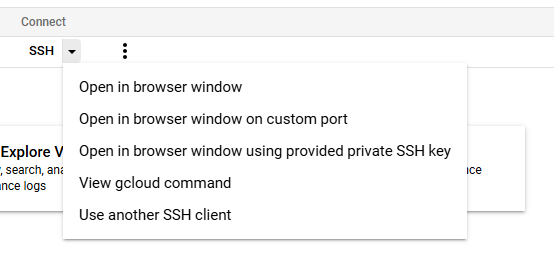 Connect
SSH
Open in browser window
Open in browser window on custom port
Open in browser window using provided private SSH key
View gcloud command
Use another SSH client
Explore V
, search, ana
nce
ance logs